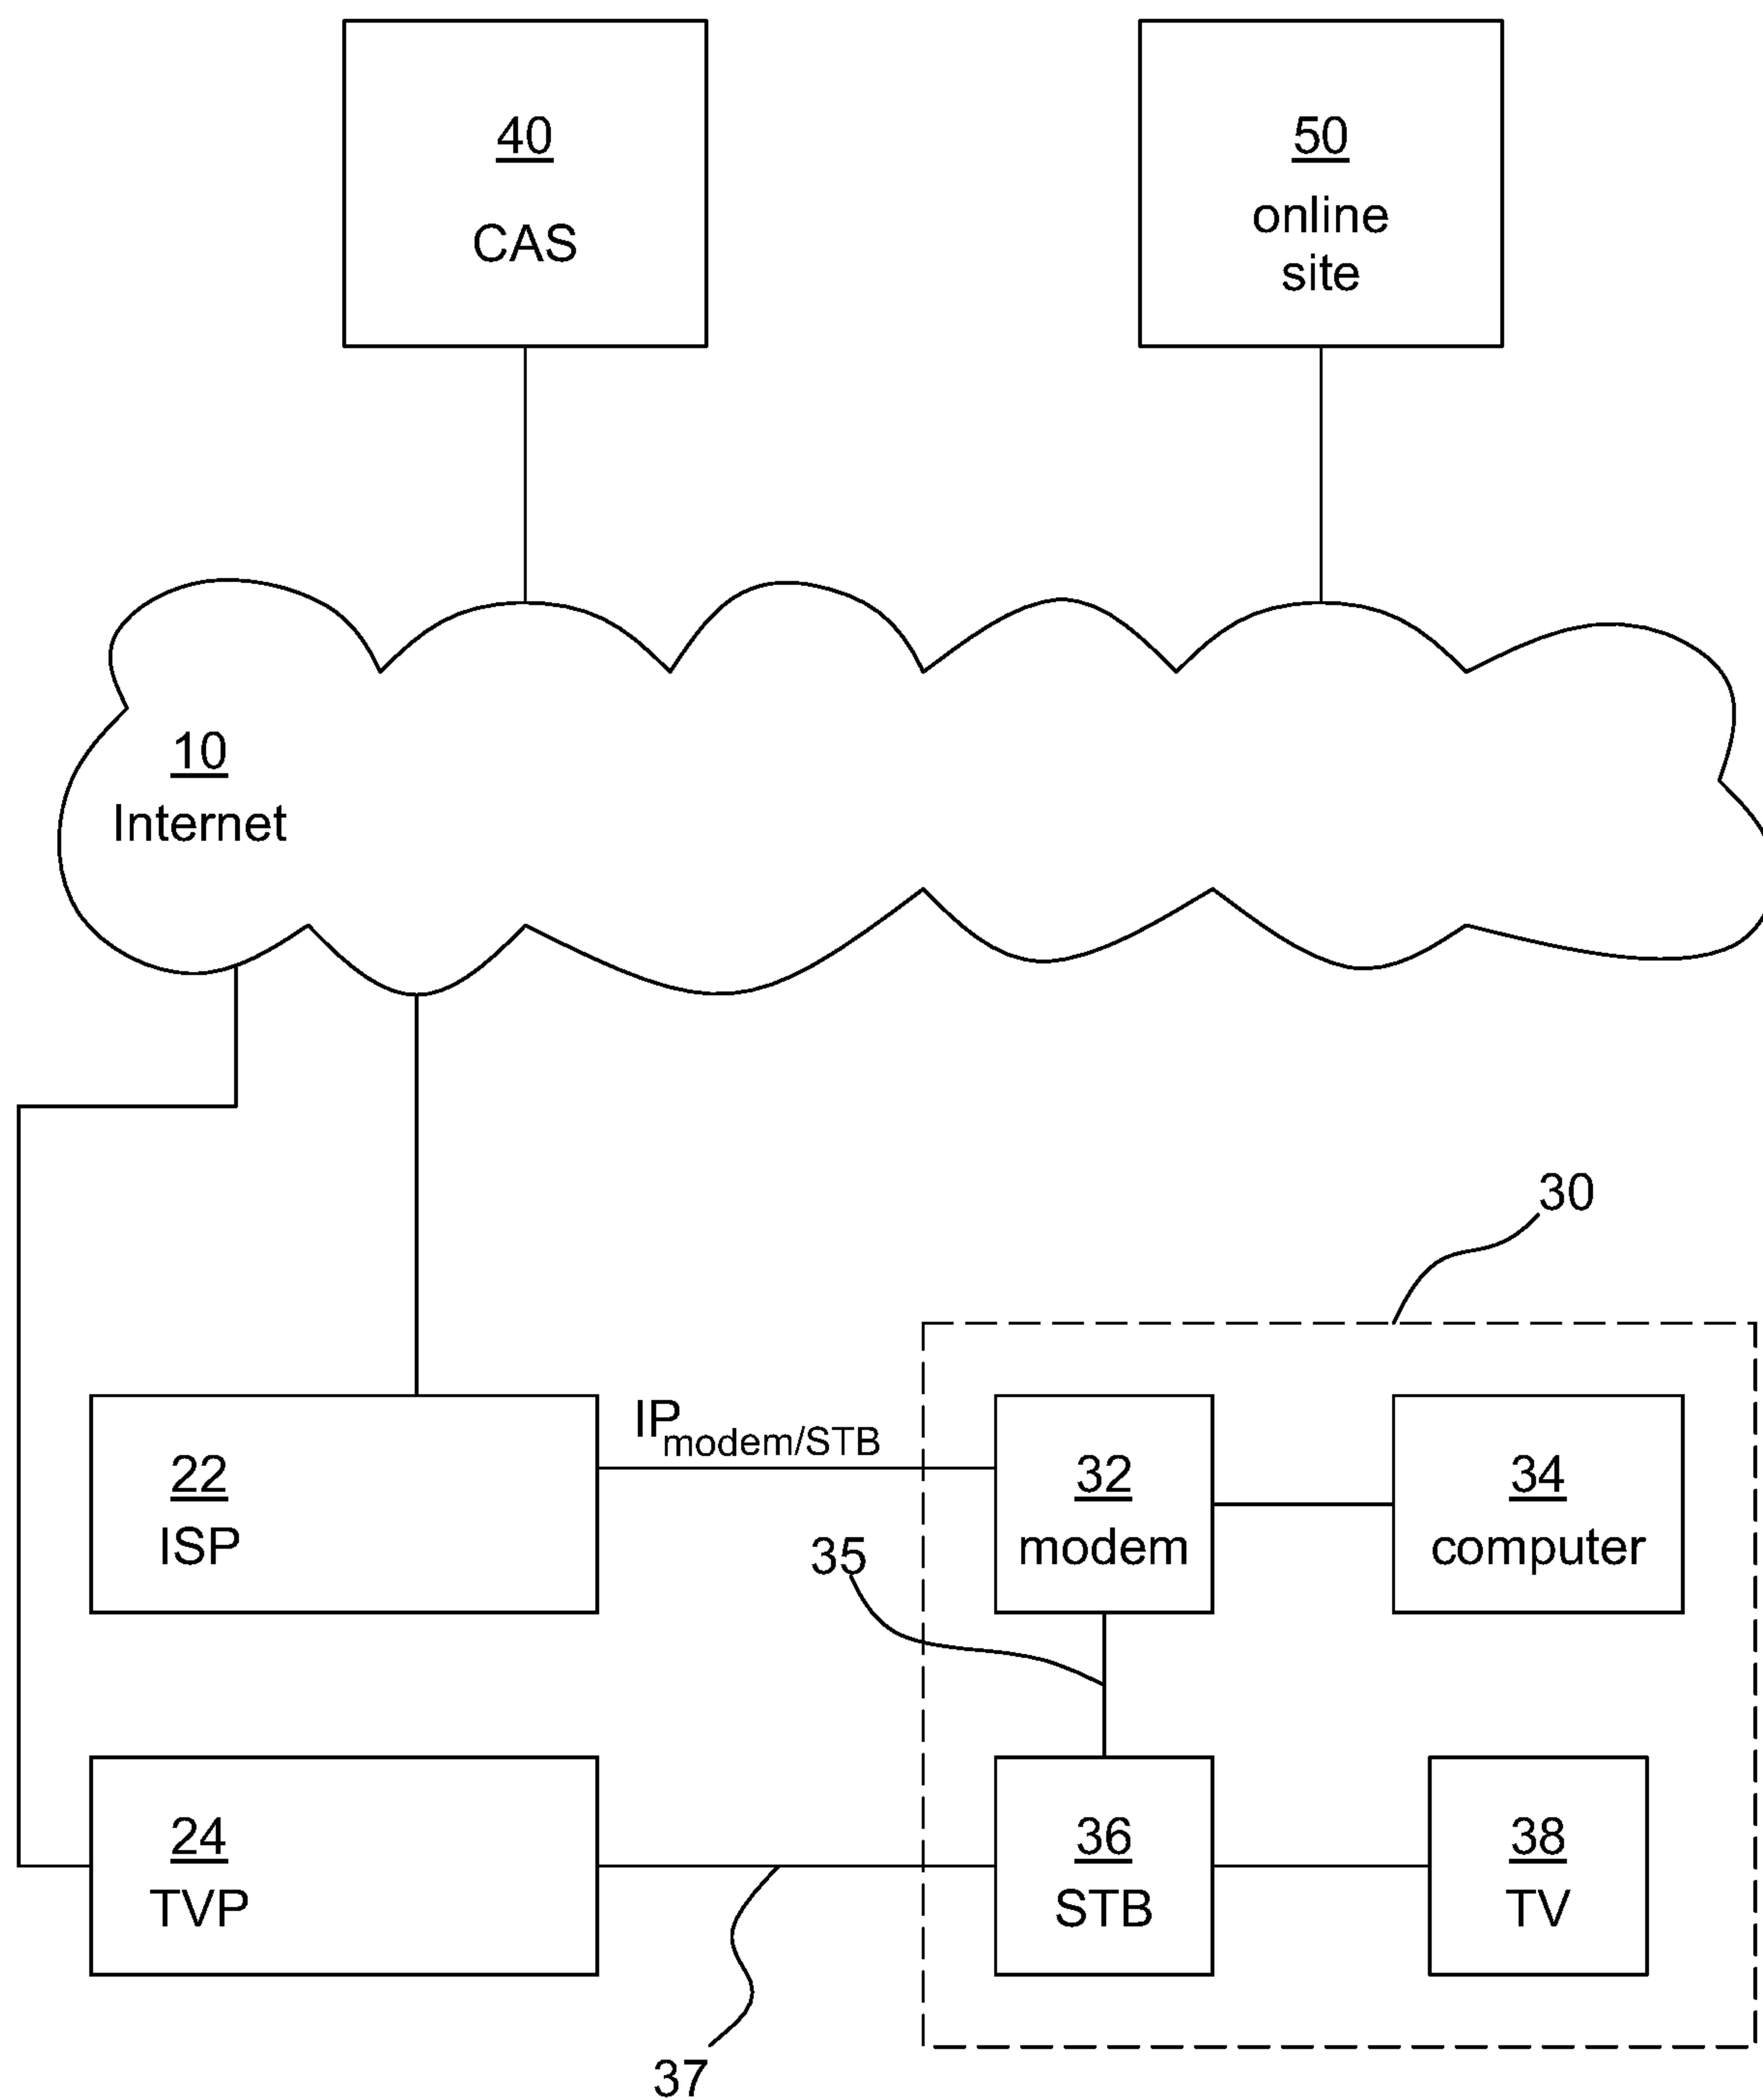 40
CAS
50
online
site
10
Internet
30
IPmodem/STB
22
ISP
32
modem
34
computer
35
24
TVP
36
STB
38
TV
37